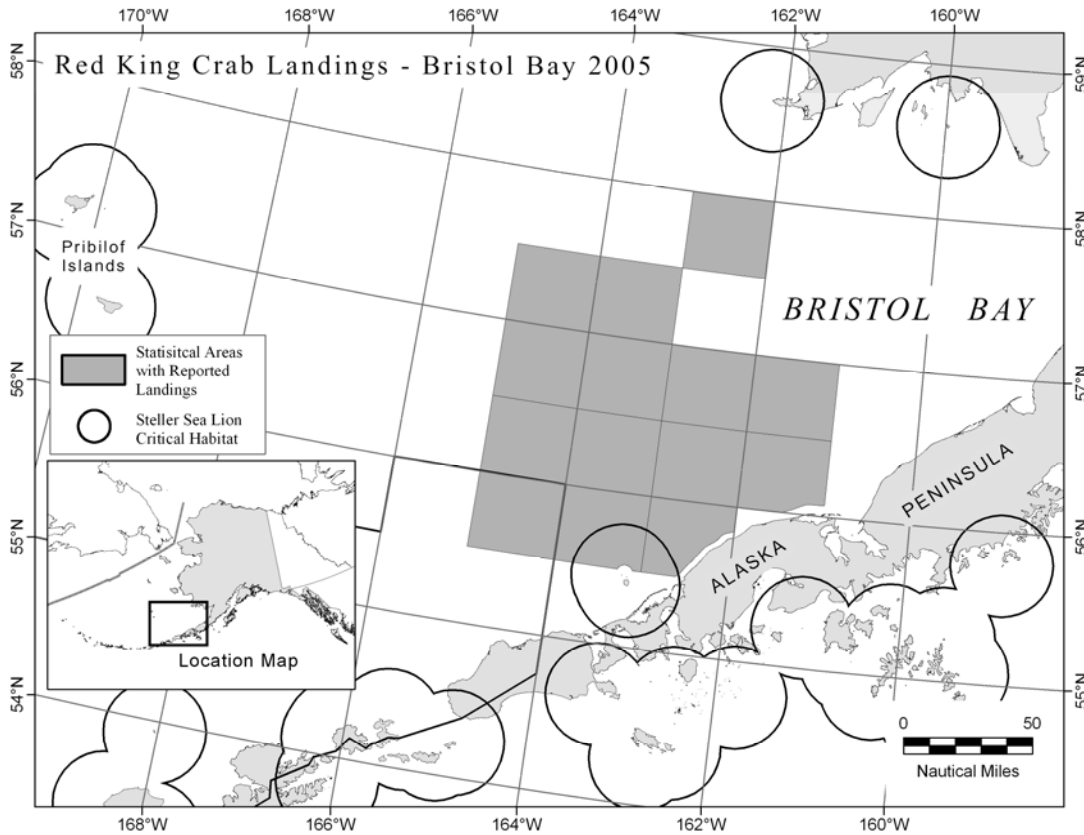 170°W 168°W 166°W 164°W 162°W 160°W
58°N
59°N
Red King Crab Landings - Bristol Bay 2005
57°N
58°N
Pribilof
Islands
BRISTOL BAY
Statisitcal Areas
with Reported
Landings
Steller Sea Lion
Critical Habitat
56°N
57°N
PENINSULA
ALASKA
55°N
56°N
Location Map
54°N
55°N
0 50
Nautical Miles
168°W 166°W 164°W 162°W 160°W